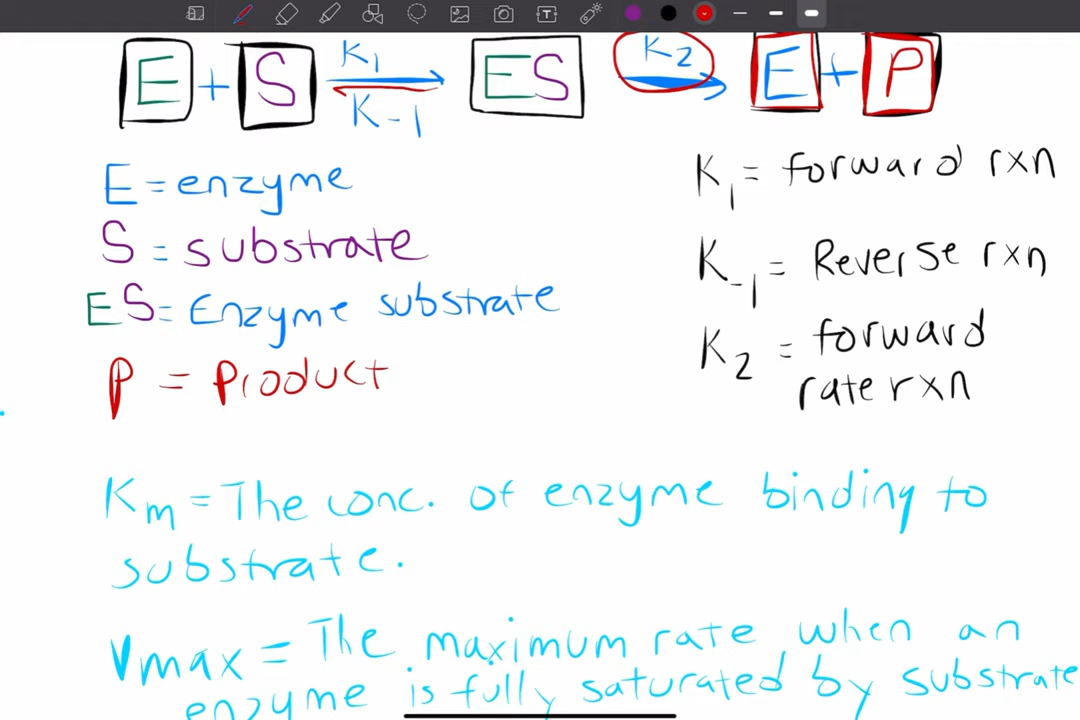 E + S K1 K-1 ES K2 E + P
E = enzyme
S = substrate
ES = Enzyme substrate
P = Product
K1 = forward rxn
K-1 = Reverse rxn
K2 = forward
rate rxn
Km = The conc. of enzyme binding to
substrate.
Vmax = The maximum rate when an
enzyme is fully saturated by substrate